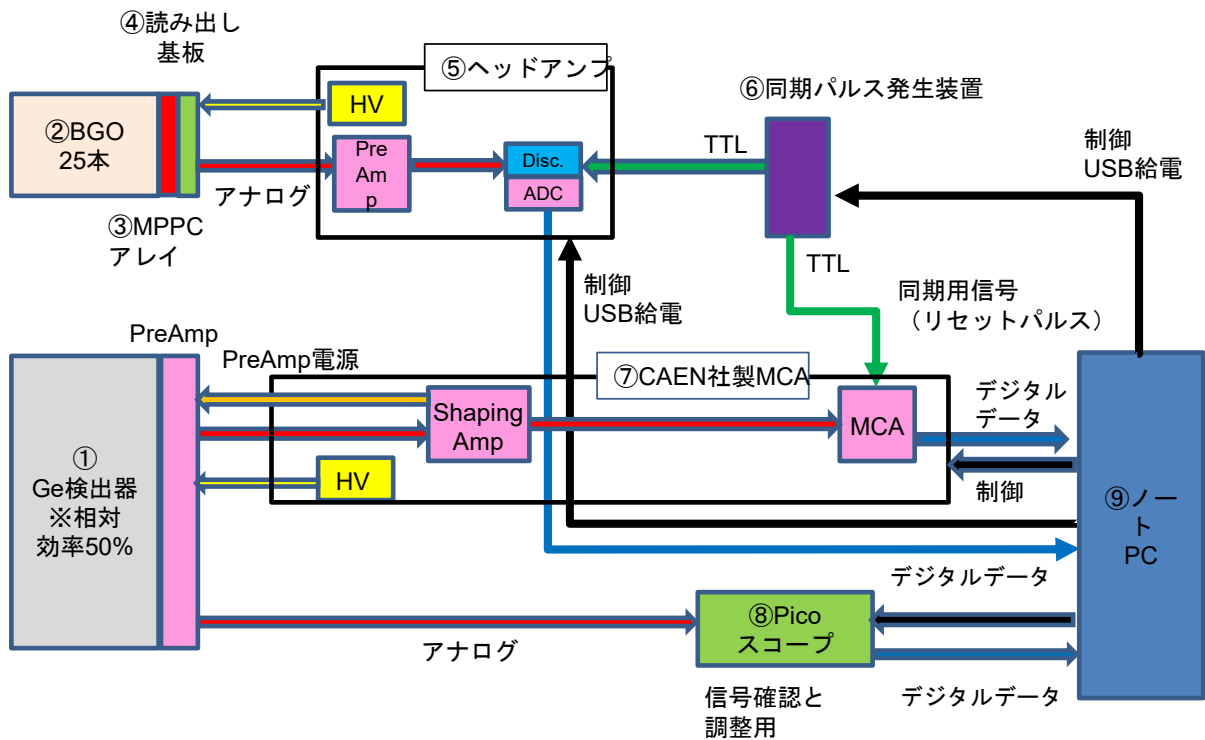 ④読み出し
基板
⑤ヘッドアンプ
HV
⑥同期パルス発生装置
②BGO
25本
Pre
Am
p
Disc.
ADC
TTL
制御
USB給電
アナログ
③MPPC
アレイ
TTL
制御
USB給電
同期用信号
（リセットパルス）
PreAmp
PreAmp電源
⑦CAEN社製MCA
Shaping
Amp
MCA
デジタル
データ
①
Ge検出器
※相対
効率50%
HV
制御
⑨ノー
ト
PC
デジタルデータ
⑧Pico
スコープ
アナログ
デジタルデータ
信号確認と
調整用